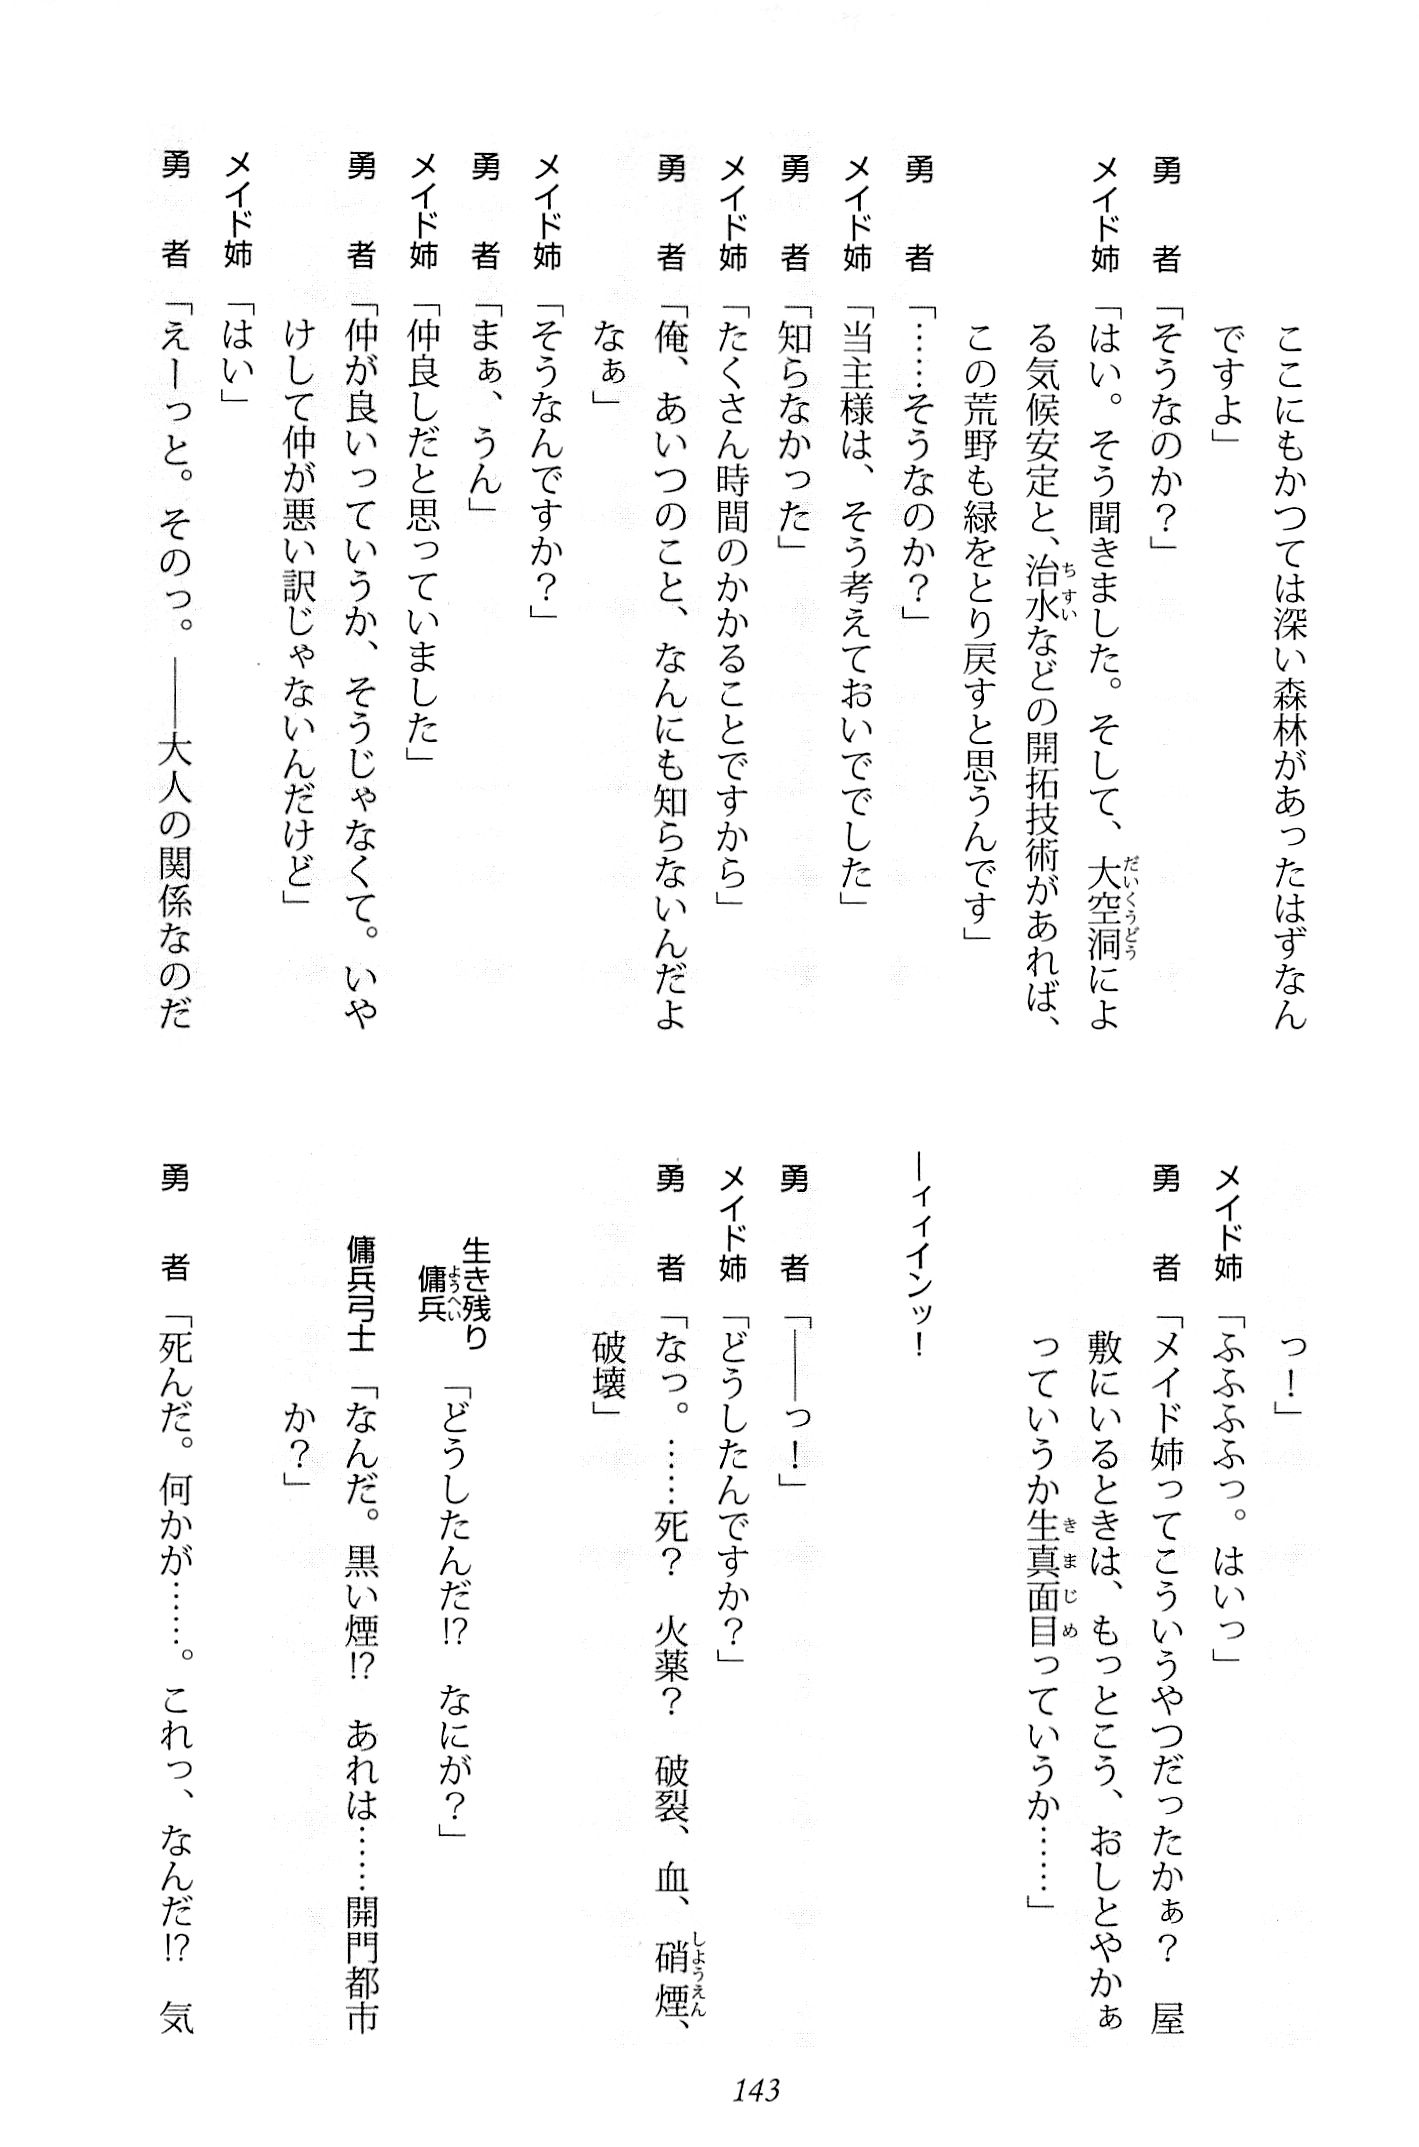 ここにもかつては深い森林があったはずなん
ですよ」
勇　者「そうなのか？」
メイド姉「はい。そう聞きました。そして、大空洞によ
る気候安定と、治水などの開拓技術があれば、
この荒野も緑をとり戻すと思うんです」
勇　者「……そうなのか？」
メイド姉「当主様は、そう考えておいででした」
勇　者「知らなかった」
メイド姉「たくさん時間のかかることですから」
勇　者「俺、あいつのこと、なんにも知らないんだよ
なぁ」
メイド姉「そうなんですか？」
勇　者「まぁ、うん」
メイド姉「仲良しだと思っていました」
勇　者「仲が良いっていうか、そうじゃなくて。いや
けして仲が悪い訳じゃないんだけど」
メイド姉「はい」
勇　者「えーっと。そのっ。――大人の関係なのだ
っ！」
メイド姉「ふふふふっ。はいっ」
勇　者「メイド姉ってこういうやつだったかぁ？　屋
敷にいるときは、もっとこう、おしとやかぁ
っていうか生真面目っていうか……」
ーィィインッ！
勇　者「――っ！」
メイド姉「どうしたんですか？」
勇　者「なっ。……死？　火薬？　破裂、血、硝煙、
破壊」
生き残り傭兵「どうしたんだ⁉　なにが？」
傭兵弓士「なんだ。黒い煙⁉　あれは……開門都市
か？」
勇　者「死んだ。何かが……。これっ、なんだ⁉　気
143